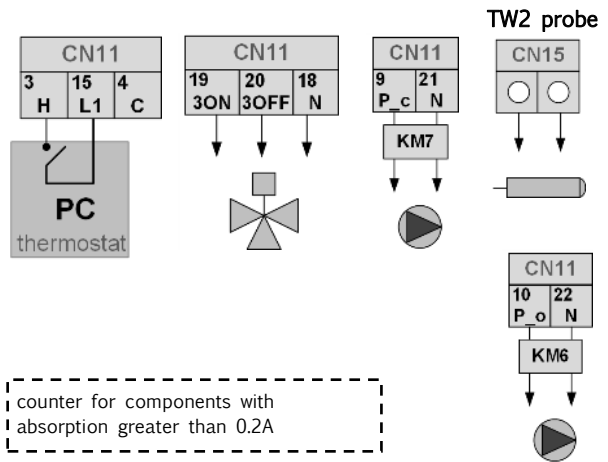 TW2 probe
CN11
3 15 4
H L1 C
PC
thermostat
CN11
19 20 18
3ON 3OFF N
CN11
9 21
P_c N
KM7
CN15
CN11
10 22
P_o N
KM6
counter for components with
absorption greater than 0.2A